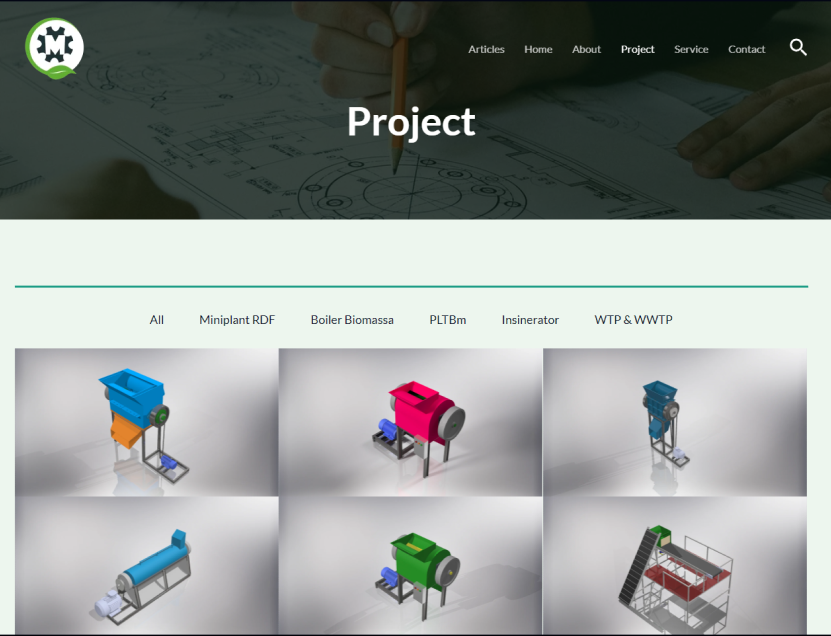 M
Articles Home About Project Service Contact
Project
All Miniplant RDF Boiler Biomassa PLTBm Insinerator WTP & WWTP